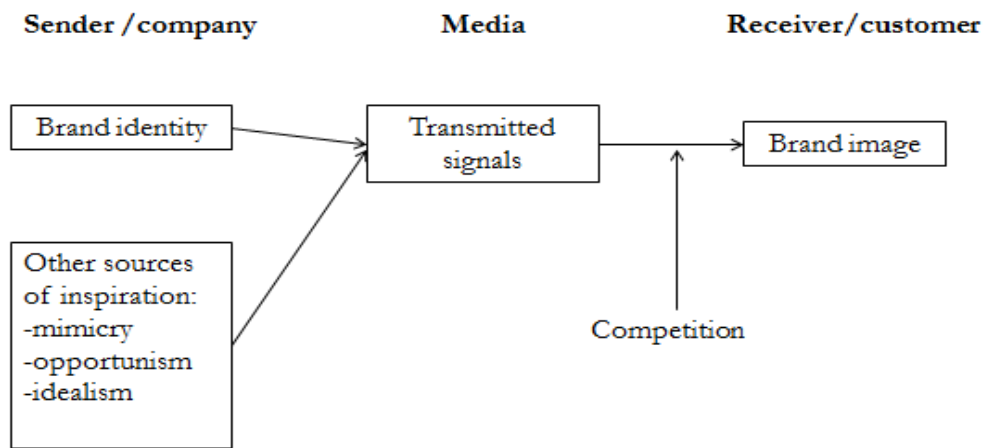 Sender /company
Media
Receiver/customer
Brand identity
Transmitted
signals
Brand image
Other sources
of inspiration:
-mimicry
-opportunism
-idealism
Competition